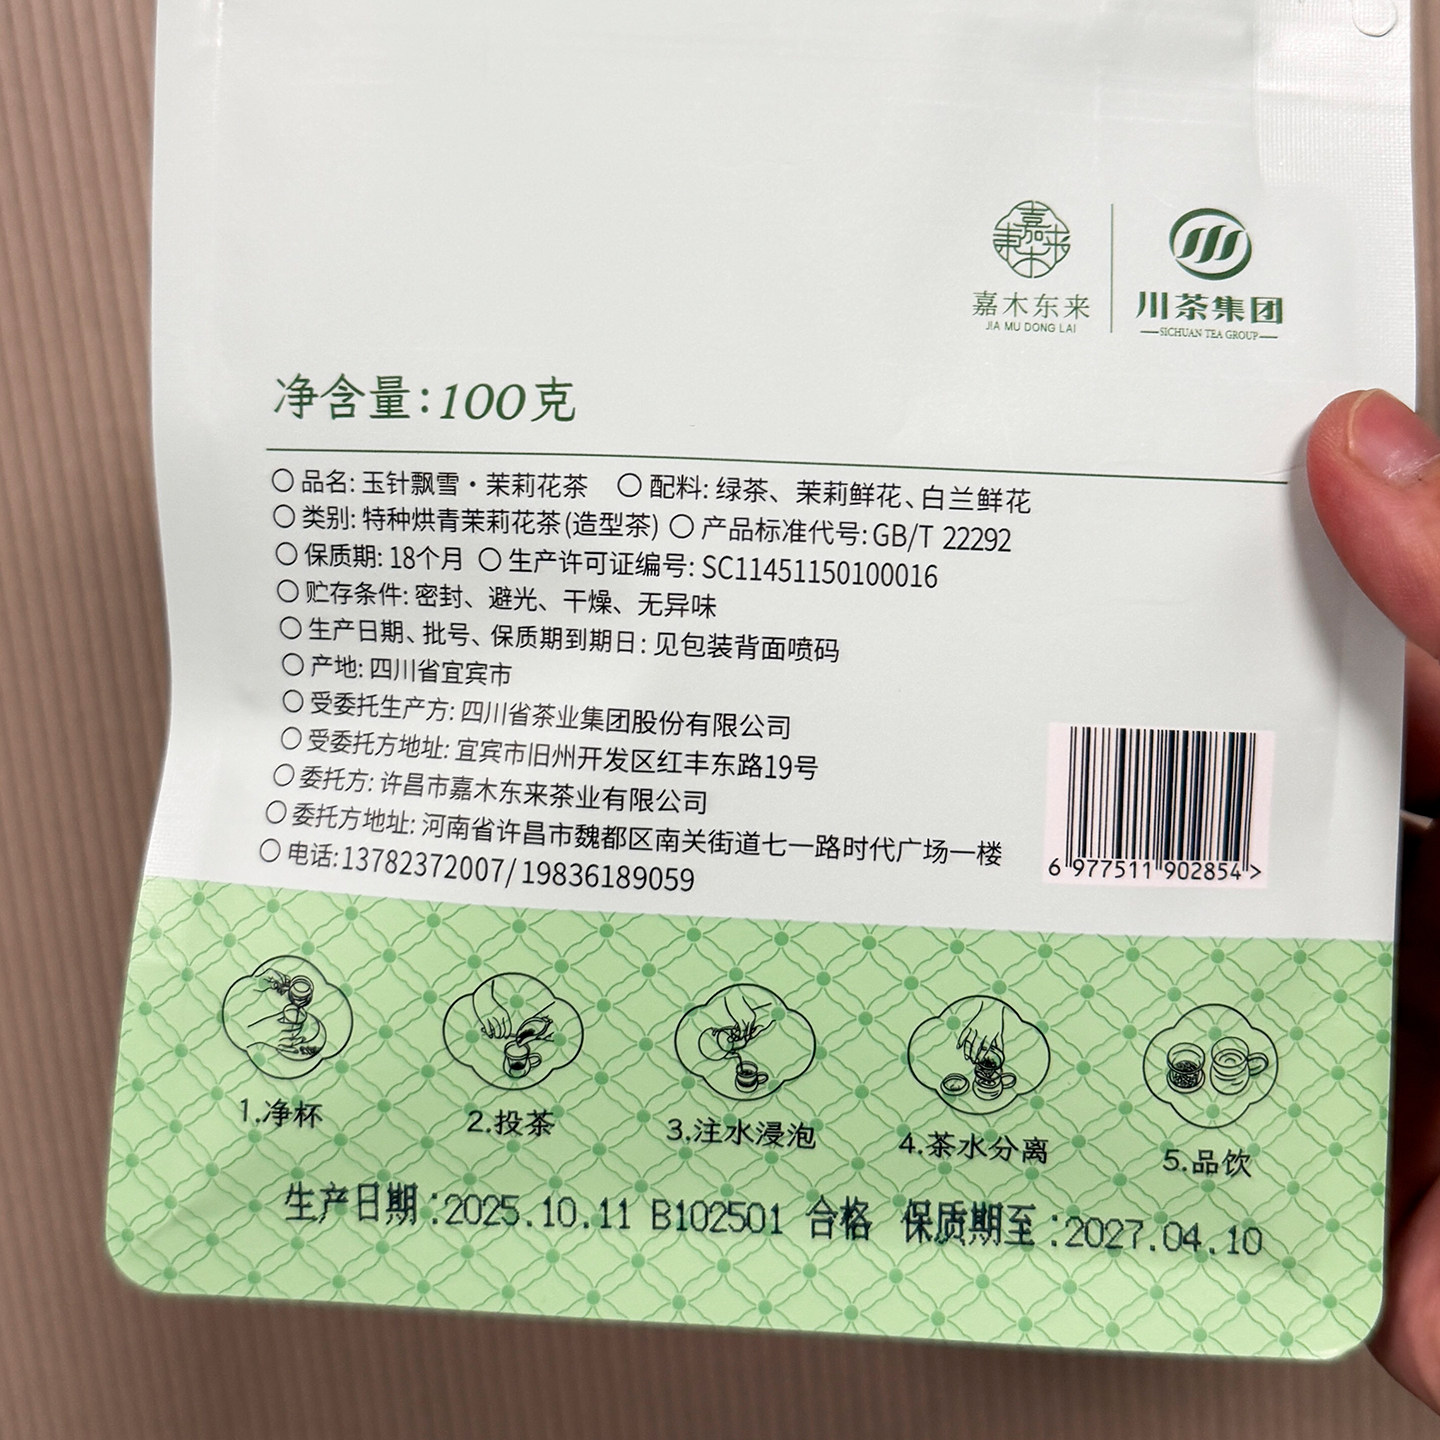 嘉木东来
JIA MU DONG LAI
川茶集团
SICHUAN TEA GROUP
净含量:100克
○品名: 玉针飘雪·茉莉花茶 ○配料: 绿茶、茉莉鲜花、白兰鲜花
○类别: 特种烘青茉莉花茶(造型茶) ○产品标准代号: GB/T 22292
○保质期: 18个月 ○生产许可证编号: SC11451150100016
○贮存条件: 密封、避光、干燥、无异味
○生产日期、批号、保质期到期日: 见包装背面喷码
○产地: 四川省宜宾市
○受委托生产方: 四川省茶业集团股份有限公司
○受委托方地址: 宜宾市旧州开发区红丰东路19号
○委托方: 许昌市嘉木东来茶业有限公司
○委托方地址: 河南省许昌市魏都区南关街道七一路时代广场一楼
○电话:13782372007/ 19836189059
6 977511 902854 >
1.净杯
2.投茶
3.注水浸泡
4.茶水分离
5.品饮
生产日期:2025.10.11 B102501 合格 保质期至:2027.04.10